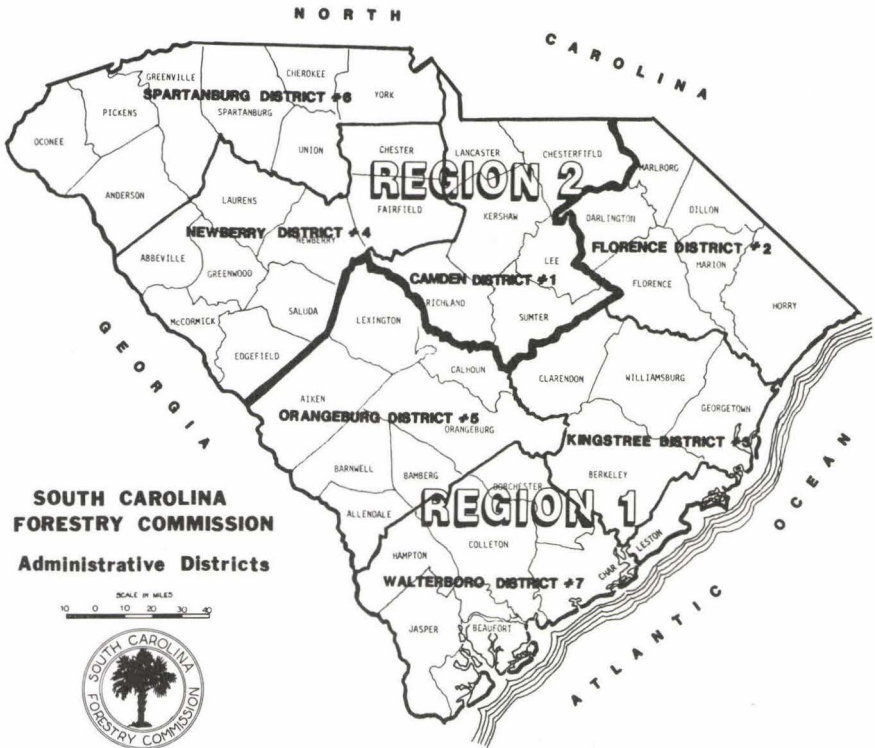 NORTH
CAROLINA
GREENVILLE
CHEROKEE
SPARTANBURG DISTRICT #6
YORK
PICKENS
SPARTANBURG
OCONEE
UNION
CHESTER
LANCASTER
CHESTERFIELD
MARLBORO
ANDERSON
REGION 2
LAURENS
FAIRFIELD
KERSHAW
DARLINGTON
DILLON
NEWBERRY DISTRICT #4
NEWBERRY
FLORENCE DISTRICT #2
ABBEVILLE
LEE
MARION
GREENWOOD
CAMDEN DISTRICT #1
FLORENCE
HORRY
RICHLAND
SALUDA
LEXINGTON
SUMTER
McCORMICK
GEORGIA
EDGEFIELD
CALHOUN
CLARENDON
WILLIAMSBURG
AIKEN
GEORGETOWN
ORANGEBURG DISTRICT #5
ORANGEBURG
KINGSTREE DISTRICT #3
BARNWELL
BAMBERG
BERKELEY
DORCHESTER
REGION 1
ALLENDALE
COLLETON
CHAR LESTON
HAMPTON
WALTERBORO DISTRICT #7
JASPER
BEAUFORT
ATLANTIC OCEAN
SOUTH CAROLINA
FORESTRY COMMISSION
Administrative Districts
SCALE IN MILES
10 0 10 20 30 40
SOUTH CAROLINA
FORESTRY COMMISSION